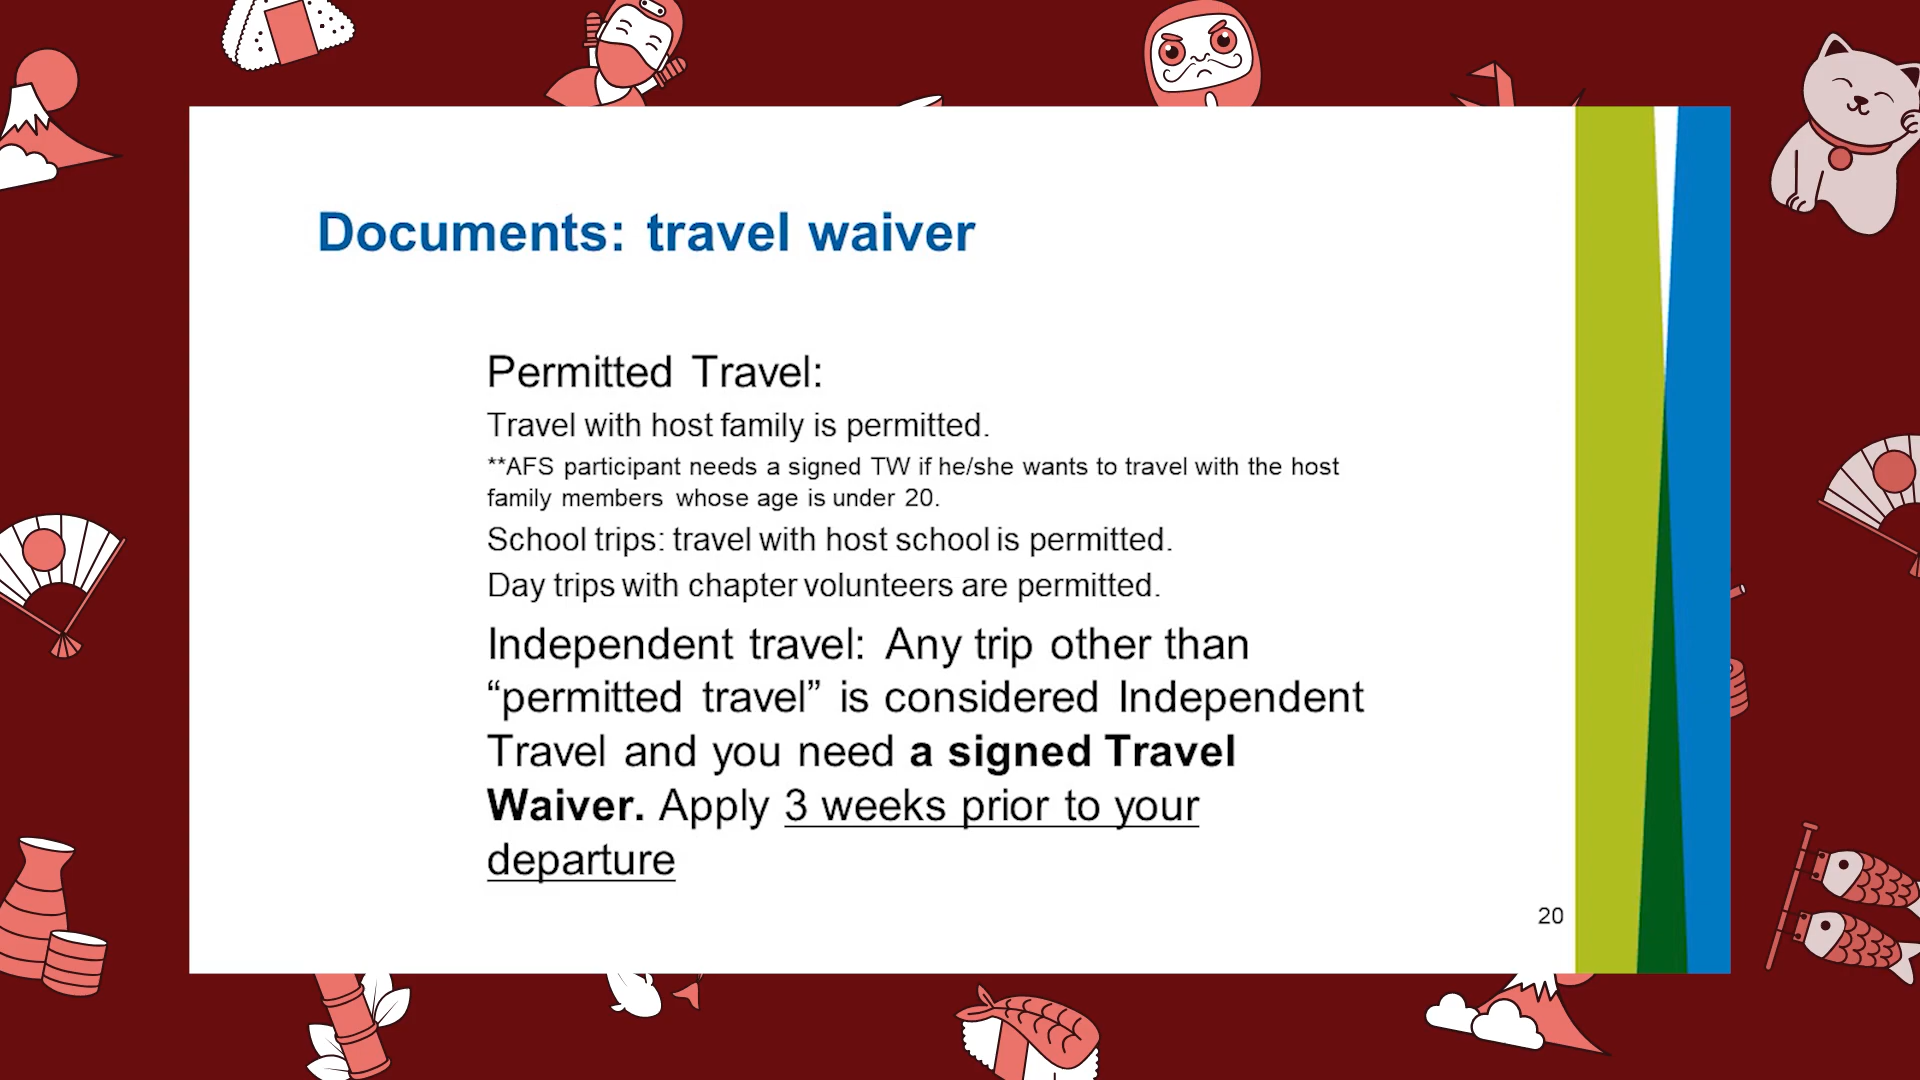 Documents: travel waiver
Permitted Travel:
Travel with host family is permitted.
**AFS participant needs a signed TW if he/she wants to travel with the host
family members whose age is under 20.
School trips: travel with host school is permitted.
Day trips with chapter volunteers are permitted.
Independent travel: Any trip other than
“permitted travel” is considered Independent
Travel and you need a signed Travel
Waiver. Apply 3 weeks prior to your
departure
20